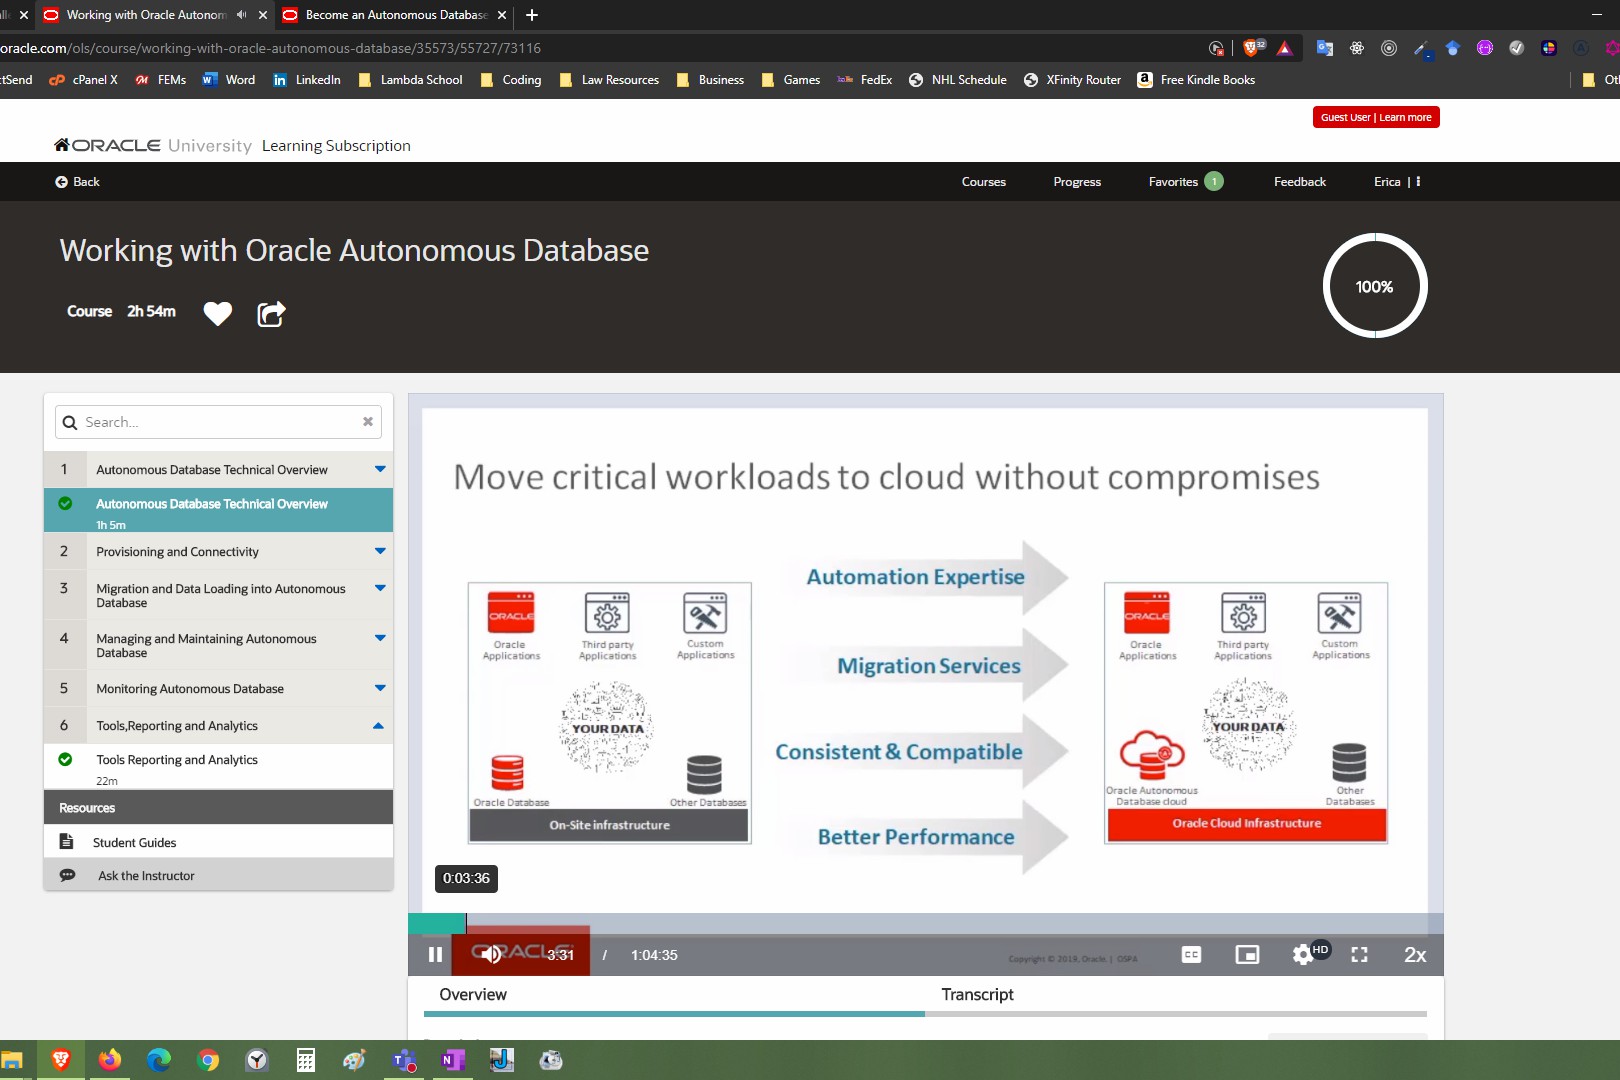 Working with Oracle Autonom
Become an Autonomous Database
oracle.com/ols/course/working-with-oracle-autonomous-database/35573/55727/73116
32
ctSend
cPanel X
FEMs
Word
LinkedIn
Lambda School
Coding
Law Resources
Business
Games
FedEx
NHL Schedule
XFinity Router
Free Kindle Books
Guest User | Learn more
ORACLE University Learning Subscription
Back
Courses
Progress
Favorites 1
Feedback
Erica |
Working with Oracle Autonomous Database
Course 2h 54m
100%
Search...
1 Autonomous Database Technical Overview
Autonomous Database Technical Overview
1h 5m
2 Provisioning and Connectivity
3 Migration and Data Loading into Autonomous
Database
4 Managing and Maintaining Autonomous
Database
5 Monitoring Autonomous Database
6 Tools,Reporting and Analytics
Tools Reporting and Analytics
22m
Resources
Student Guides
Ask the Instructor
Move critical workloads to cloud without compromises
ORACLE
Oracle
Applications
Third party
Applications
Custom
Applications
YOUR DATA
Oracle Database
Other Databases
On-Site infrastructure
Automation Expertise
Migration Services
Consistent & Compatible
Better Performance
ORACLE
Oracle
Applications
Third party
Applications
Custom
Applications
YOUR DATA
Oracle Autonomous
Database cloud
Other
Databases
Oracle Cloud Infrastructure
0:03:36
ORACLE
3:31 / 1:04:35
Copyright © 2019, Oracle. | OSPA
CC
HD
2x
Overview
Transcript